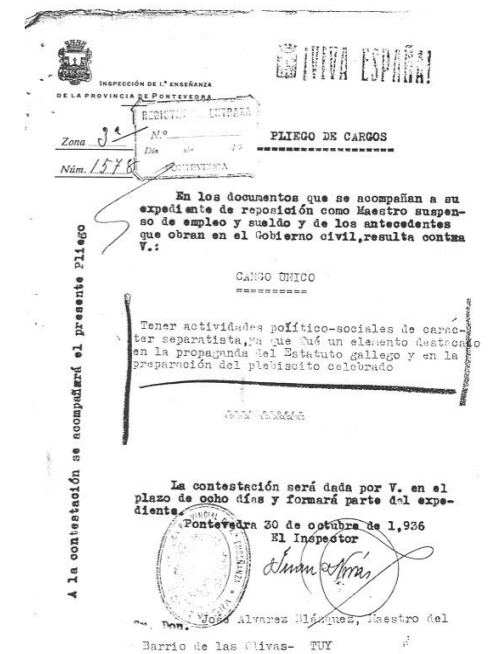 ¡VIVA ESPAÑA!
INSPECCIÓN DE 1.ª ENSEÑANZA
DE LA PROVINCIA DE PONTEVEDRA
REGISTRO ENTRADA
N.º
Día de 19
PONTEVEDRA
Zona 3ª
Núm. 1578
PLIEGO DE CARGOS
En los documentos que se acompañan a su
expediente de reposición como Maestro suspen-
so de empleo y sueldo y de los antecedentes
que obran en el Gobierno civil,resulta contra
V.:
CARGO ÚNICO
Tener actividades político-sociales de carác-
ter separatista,ya que fué un elemento destacado
en la propaganda del Estatuto gallego y en la
preparación del plebiscito celebrado
La contestación será dada por V. en el
plazo de ocho días y formará parte del expe-
diente.
Pontevedra 30 de octubre de 1,936
El Inspector
Sr. Don. José Alvarez Blázquez, Maestro del
Barrio de las Olivas- TUY
A la contestación se acompañará el presente Pliego